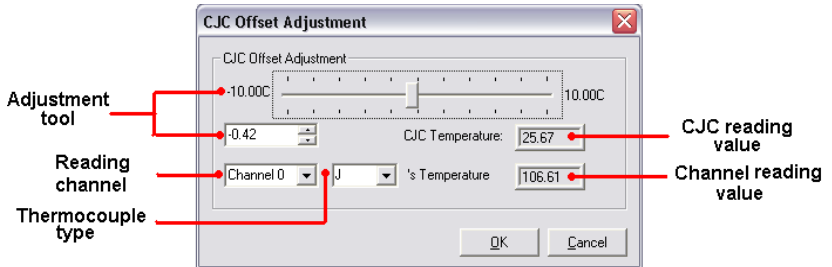 CJC Offset Adjustment
CJC Offset Adjustment
-10.00C
10.00C
Adjustment
tool
-0.42
CJC Temperature:
25.67
CJC reading
value
Reading
channel
Channel 0
J
's Temperature
106.61
Channel reading
value
Thermocouple
type
OK
Cancel